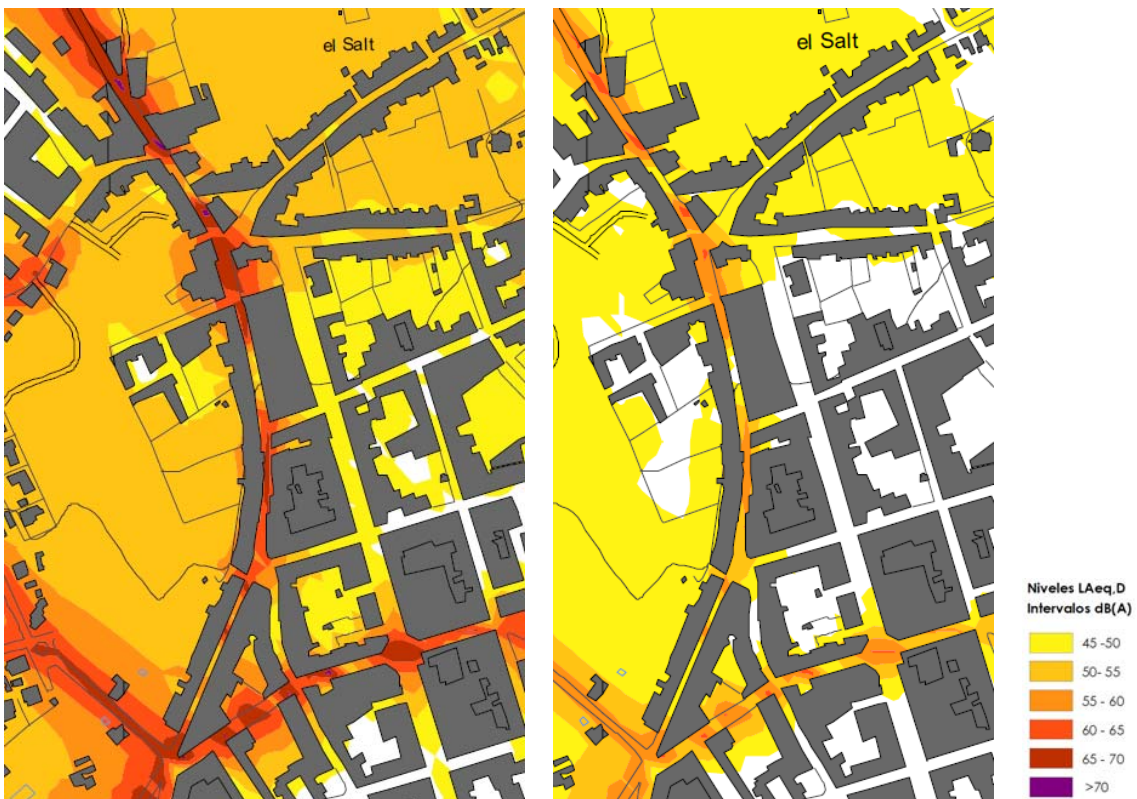 el Salt
el Salt
Niveles LAeq,D
Intervalos dB(A)
45 -50
50- 55
55 - 60
60 - 65
65 - 70
>70